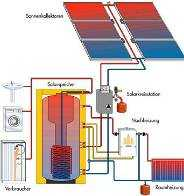 Sonnenkollektoren
Solarspeicher
Solarstation
Nachheizung
Verbraucher
Raumheizung